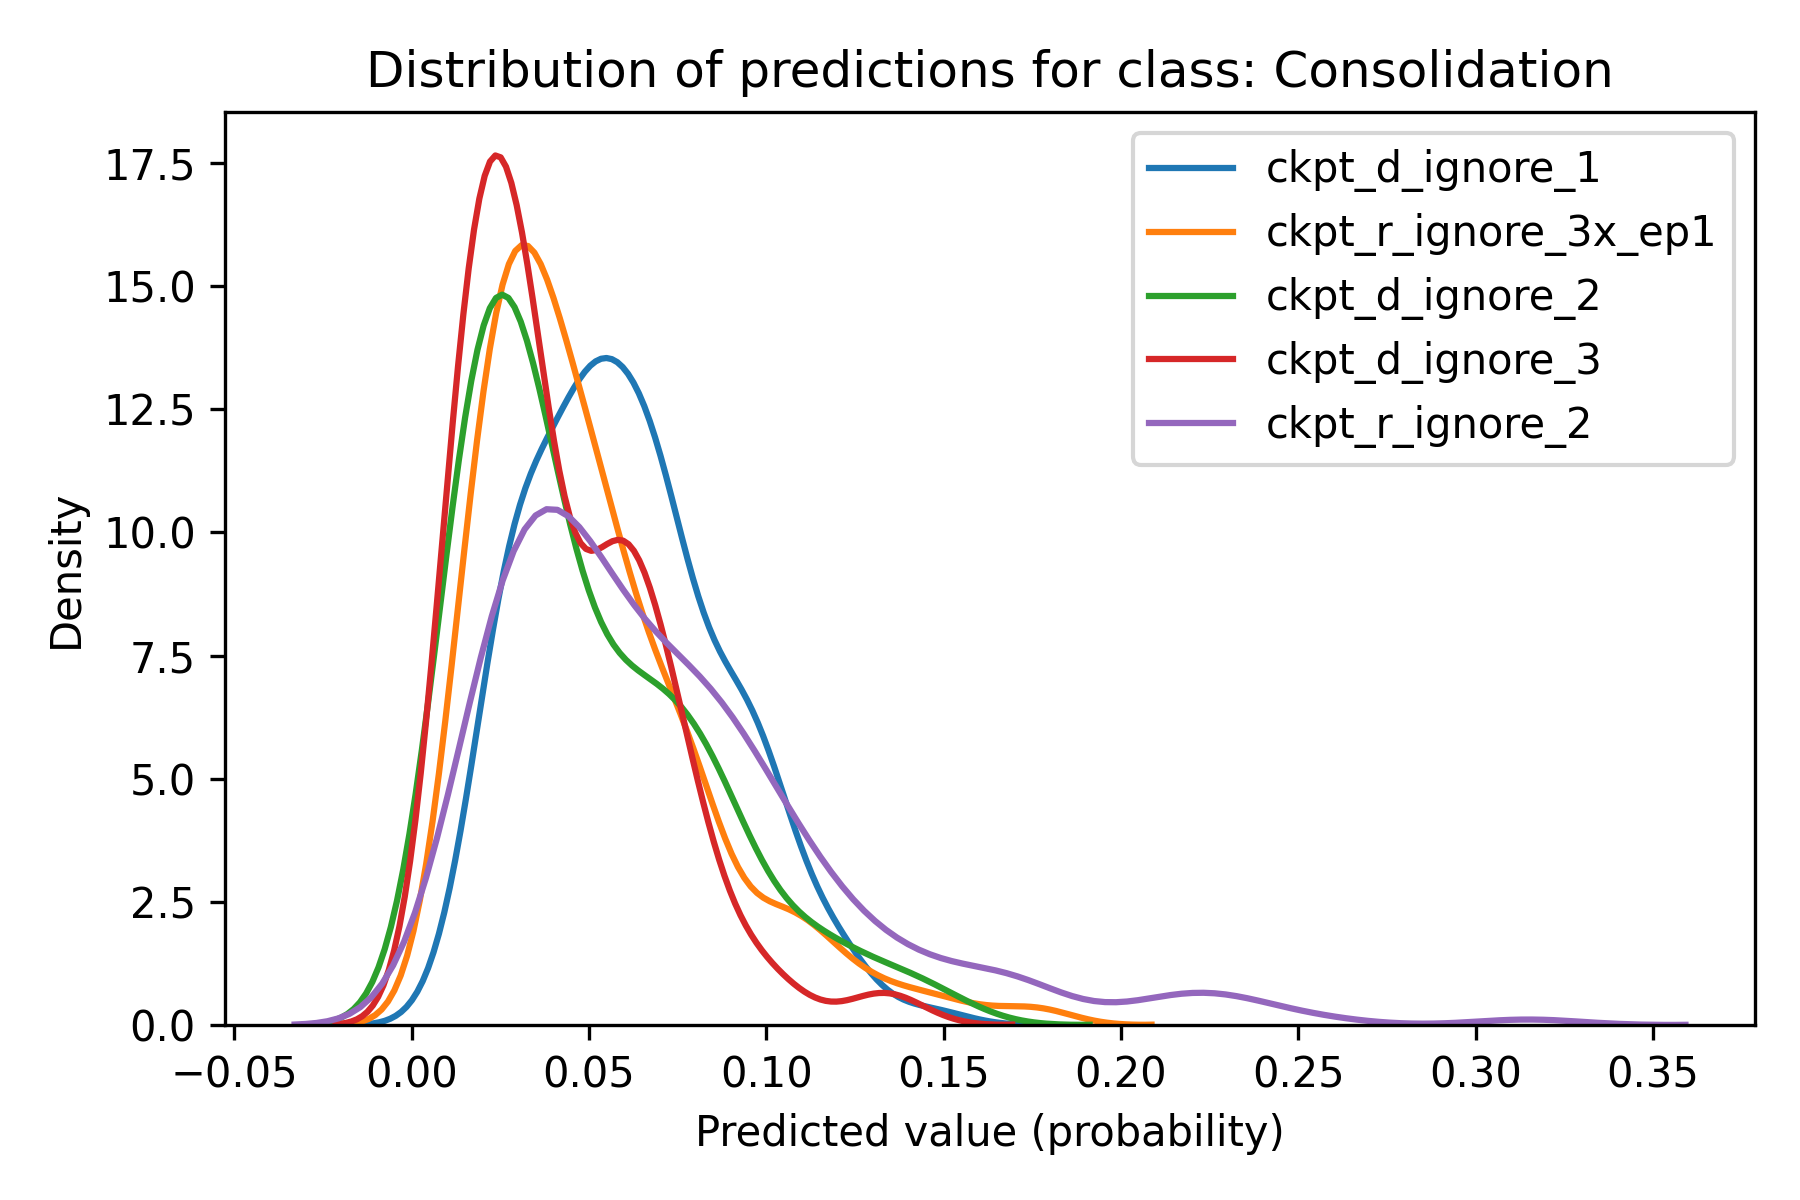 Distribution of predictions for class: Consolidation
ckpt_d_ignore_1
ckpt_r_ignore_3x_ep1
ckpt_d_ignore_2
ckpt_d_ignore_3
ckpt_r_ignore_2
Density
17.5
15.0
12.5
10.0
7.5
5.0
2.5
0.0
−0.05 0.00 0.05 0.10 0.15 0.20 0.25 0.30 0.35
Predicted value (probability)